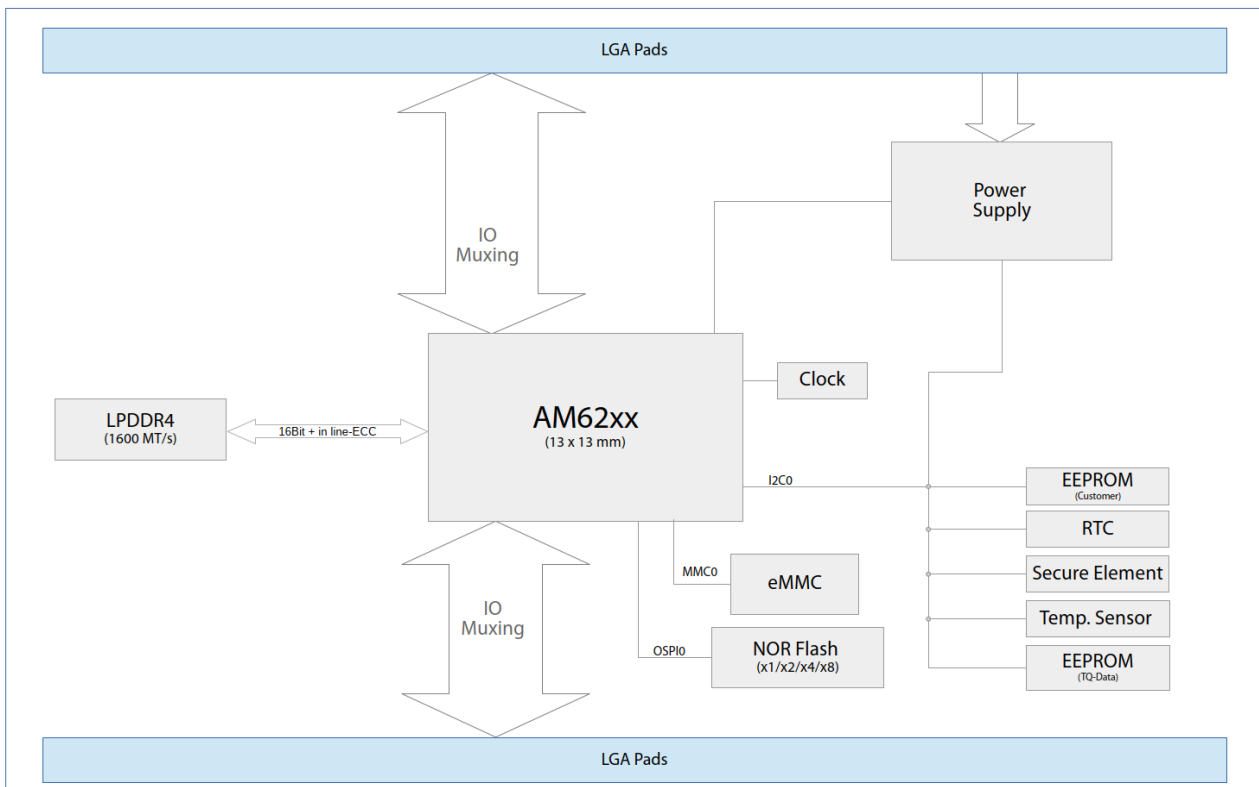 LGA Pads
Power
Supply
IO
Muxing
Clock
LPDDR4
(1600 MT/s)
16Bit + in line-ECC
AM62xx
(13 x 13 mm)
I2C0
EEPROM
(Customer)
RTC
Secure Element
Temp. Sensor
EEPROM
(TQ-Data)
MMC0
eMMC
IO
Muxing
OSPI0
NOR Flash
(x1/x2/x4/x8)
LGA Pads